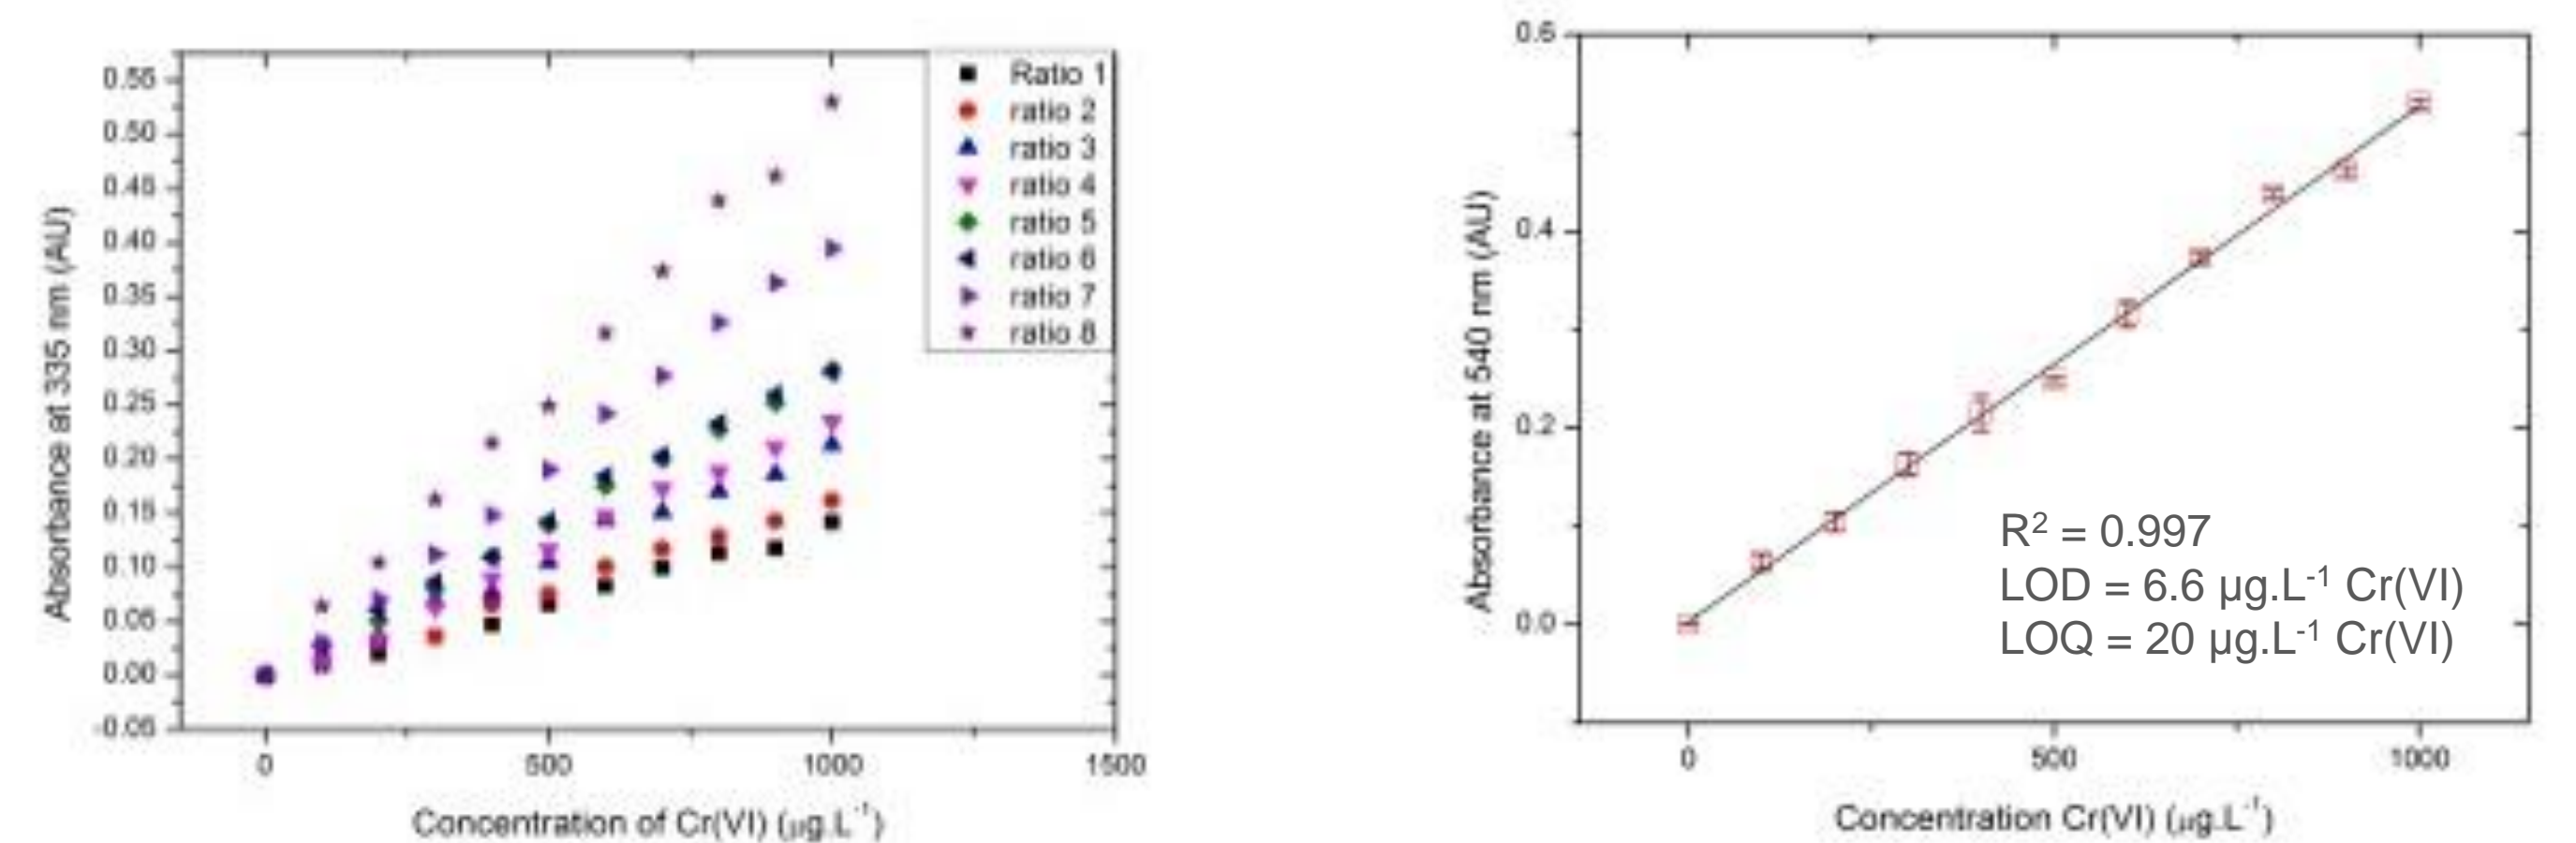 0.55
0.50
0.45
0.40
0.35
0.30
0.25
0.20
0.15
0.10
0.05
0.00
-0.05
Absorbance at 335 nm (AU)
0 500 1000 1500
Concentration of Cr(VI) (µg.L⁻¹)
Ratio 1
ratio 2
ratio 3
ratio 4
ratio 5
ratio 6
ratio 7
ratio 8
0.6
0.4
0.2
0.0
Absorbance at 540 nm (AU)
R² = 0.997
LOD = 6.6 µg.L⁻¹ Cr(VI)
LOQ = 20 µg.L⁻¹ Cr(VI)
0 500 1000
Concentration Cr(VI) (µg.L⁻¹)